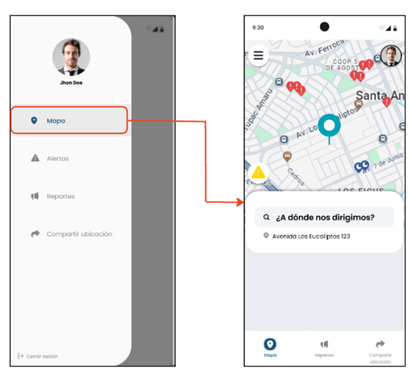 Jhon Doe
Mapa
Alertas
Reportes
Compartir ubicación
Cerrar sesión
9:30
Av. Ferroca
COOP. S
DE AGOST
Santa An
Tupac Amaru
Av. Lo
caliptos
Cedros
7 de Junio
LOS FICUS
¿A dónde nos dirigimos?
Avenida Los Eucaliptos 123
Mapa
Reportes
Compartir
ubicación